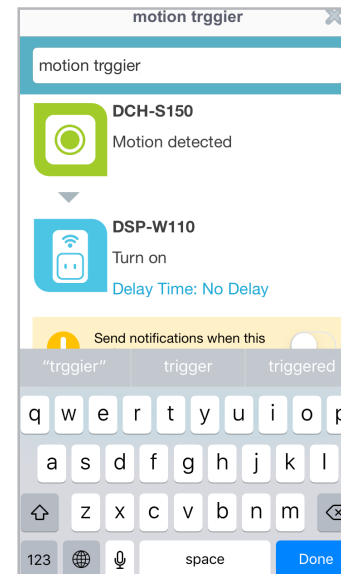 motion trggier
motion trggier
DCH-S150
Motion detected
DSP-W110
Turn on
Delay Time: No Delay
Send notifications when this
“trggier” trigger triggered
q w e r t y u i o p
a s d f g h j k l
z x c v b n m
123 space Done